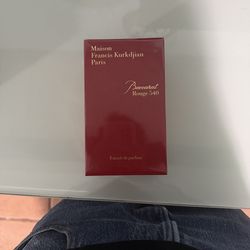 Maison
Francis Kurkdjian
Paris
Baccarat
Rouge 540
Extrait de parfum